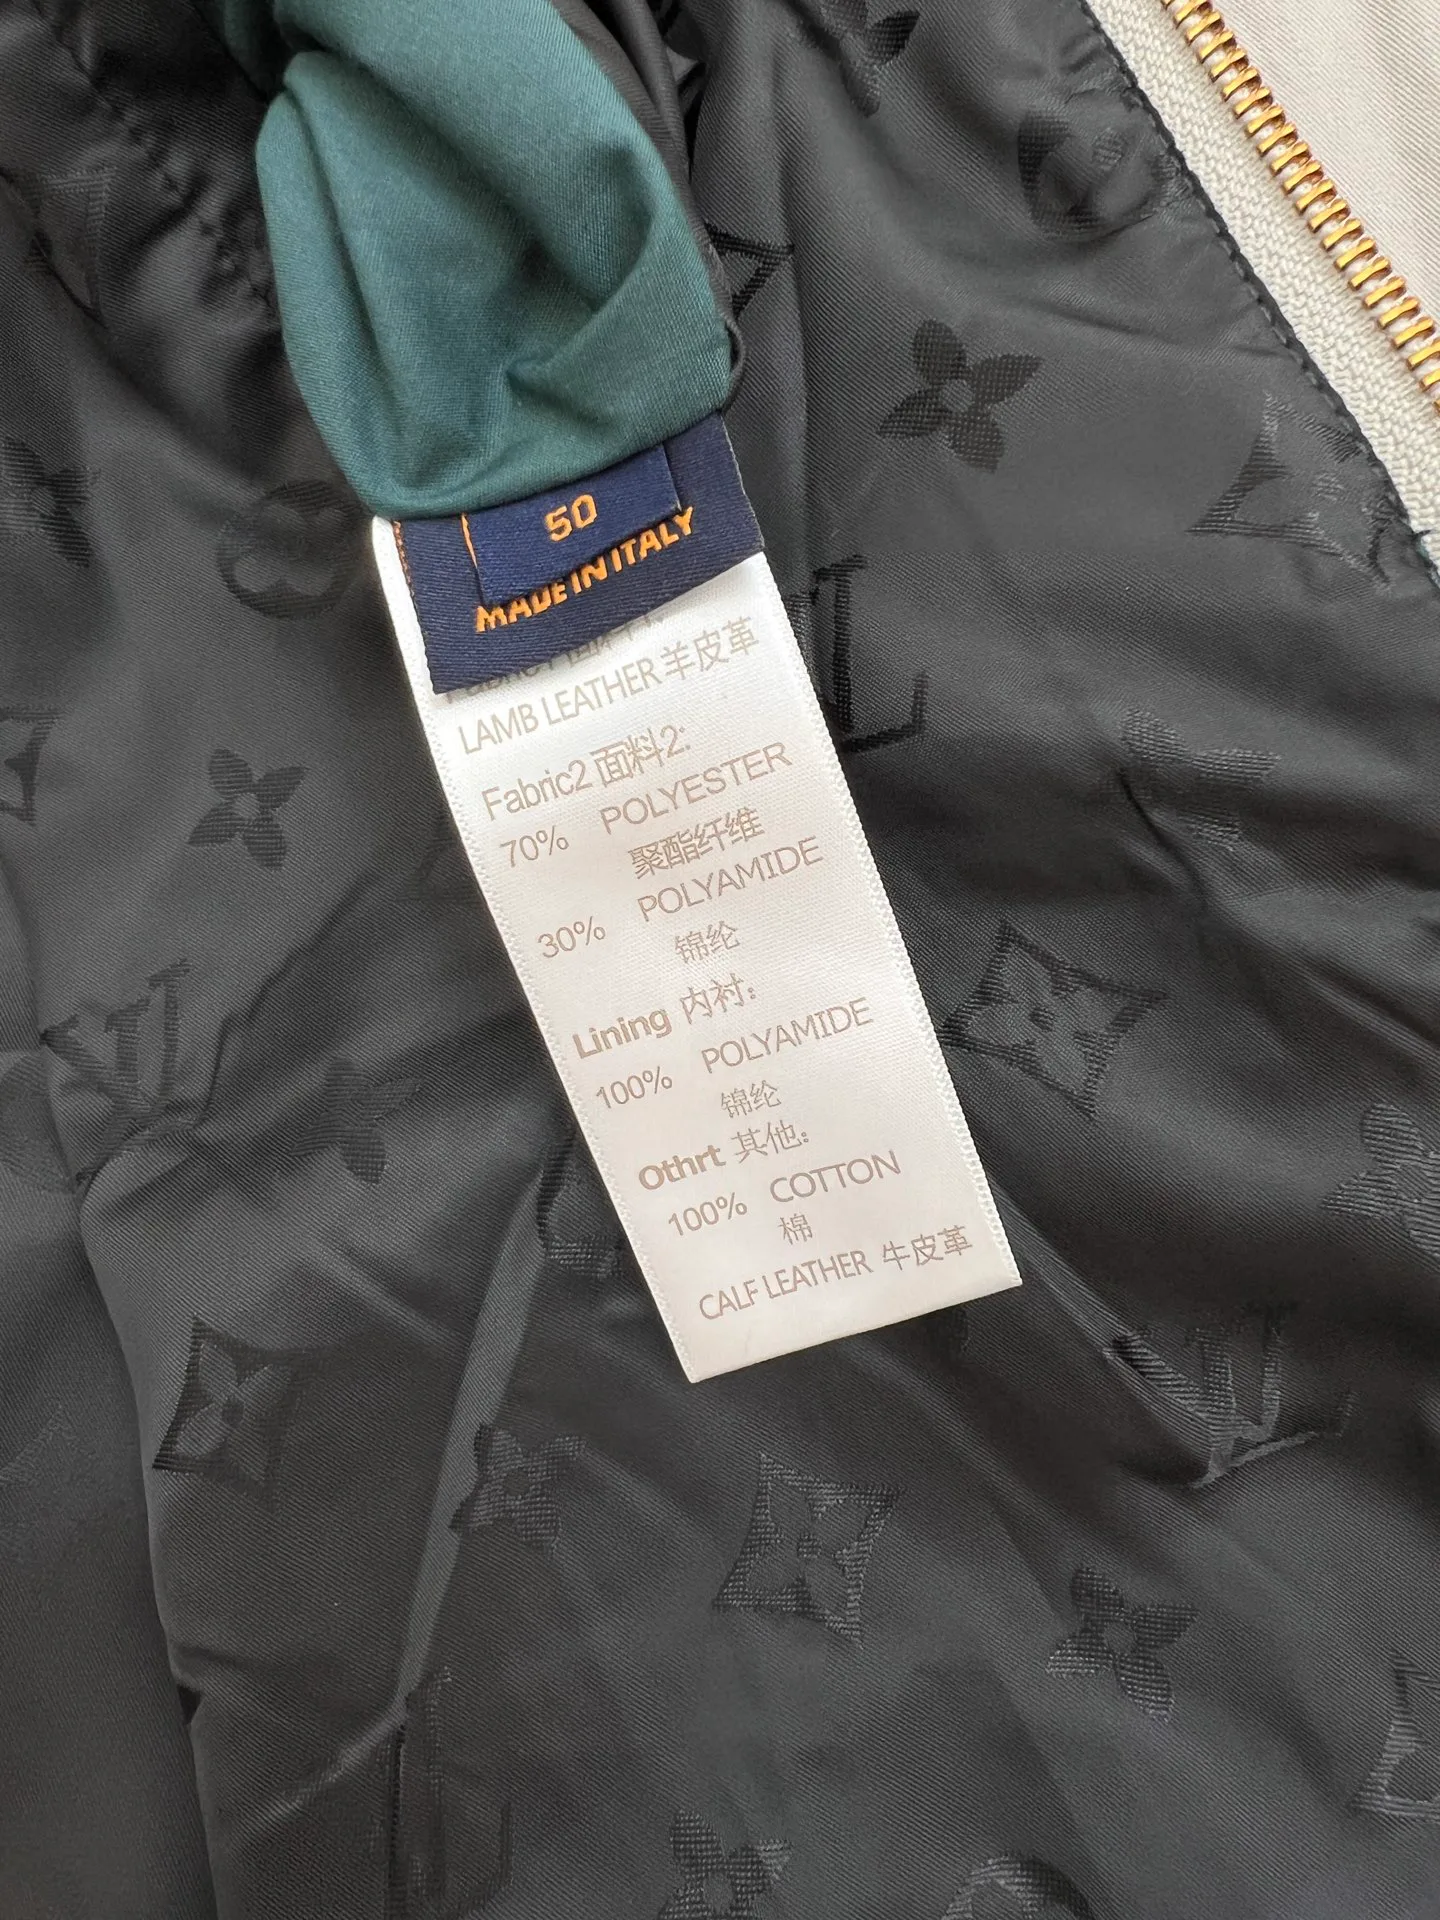 50
MADE IN ITALY
LAMB LEATHER 羊皮革
Fabric2 面料2:
70% POLYESTER
聚酯纤维
30% POLYAMIDE
锦纶
Lining 内衬:
100% POLYAMIDE
锦纶
Othrt 其他:
100% COTTON
棉
CALF LEATHER 牛皮革